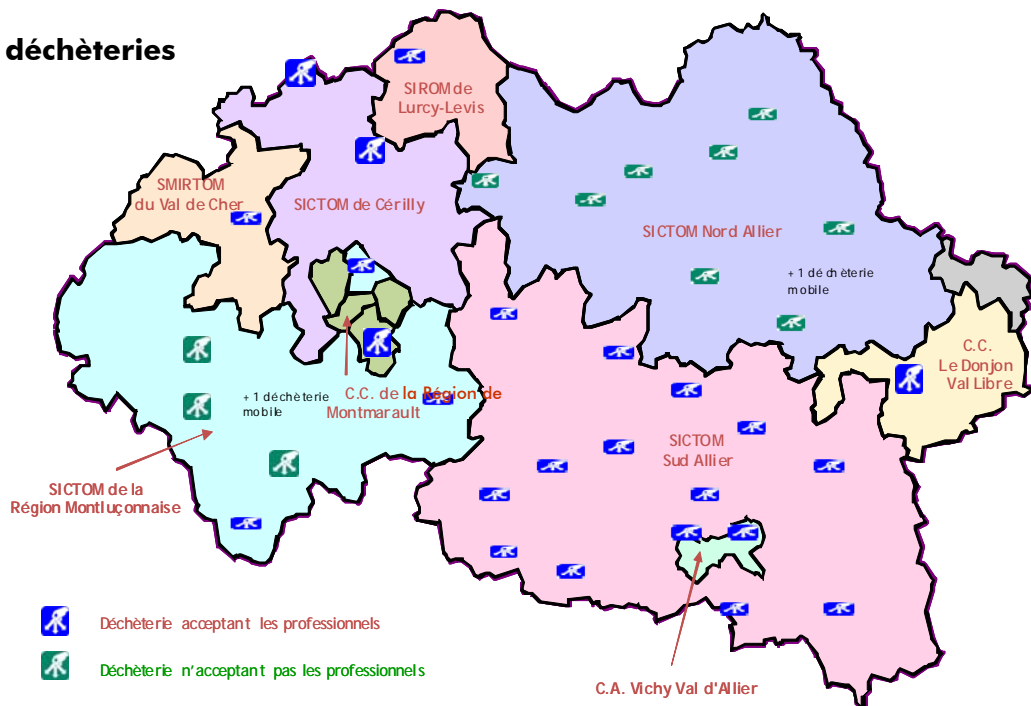 déchèteries
SIROM de
Lurcy-Levis
SMIRTOM
du Val de Cher
SICTOM de Cérilly
SICTOM Nord Allier
+ 1 déchèterie
mobile
C.C.
Le Donjon
Val Libre
+ 1 déchèterie
mobile
C.C. de la Région de
Montmarault
SICTOM
Sud Allier
SICTOM de la
Région Montluçonnaise
Déchèterie acceptant les professionnels
Déchèterie n'acceptant pas les professionnels
C.A. Vichy Val d'Allier